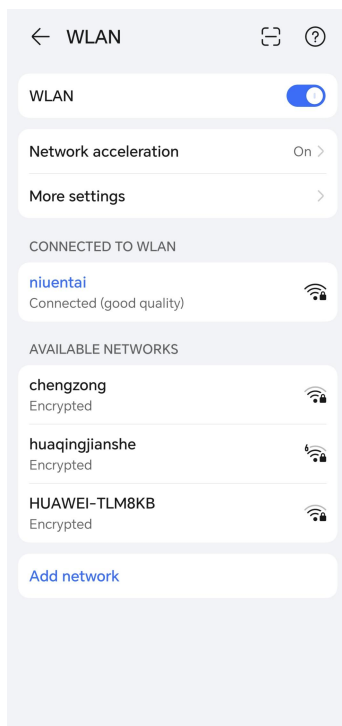 WLAN
WLAN
Network acceleration On
More settings
CONNECTED TO WLAN
niuentai
Connected (good quality)
AVAILABLE NETWORKS
chengzong
Encrypted
huaqingjianshe
6
Encrypted
HUAWEI-TLM8KB
Encrypted
Add network